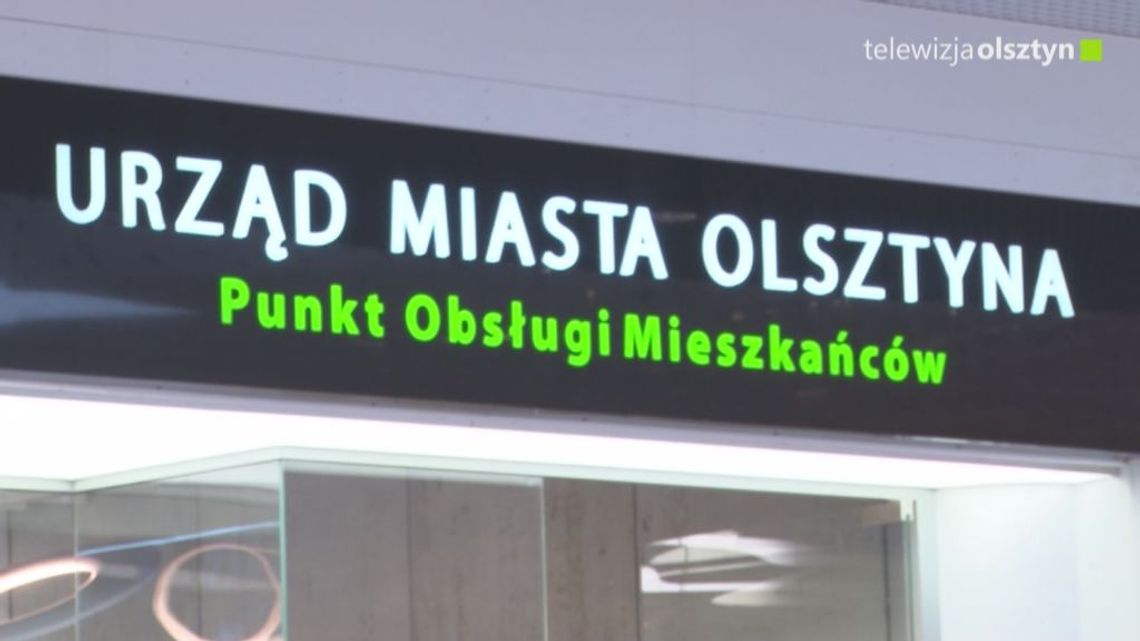 telewizjaolsztyn
URZĄD MIASTA OLSZTYNA
Punkt Obsługi Mieszkańców